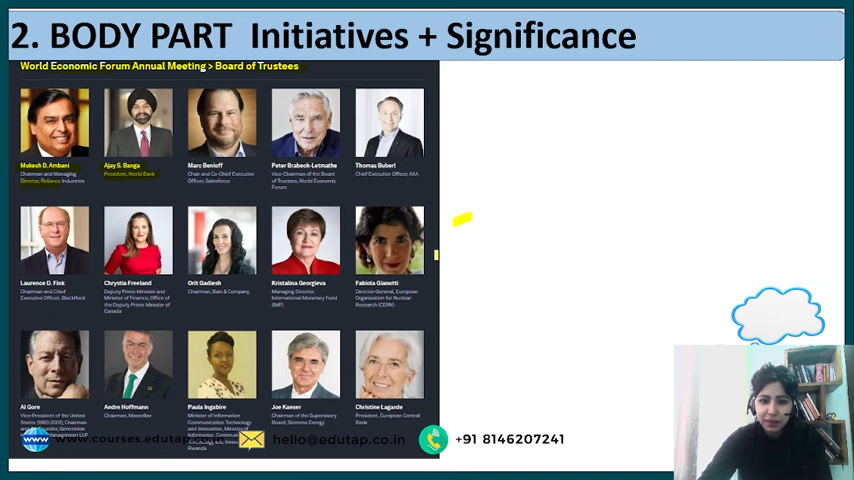 2. BODY PART Initiatives + Significance
World Economic Forum Annual Meeting > Board of Trustees
Mukesh D. Ambani
Chairman and Managing
Director, Reliance Industries
Ajay S. Banga
President, World Bank
Marc Benioff
Chair and Co-Chief Executive
Officer, Salesforce
Peter Brabeck-Letmathe
Vice-Chairman of the Board
of Trustees, World Economic
Forum
Thomas Buberl
Chief Executive Officer, AXA
Laurence D. Fink
Chairman and Chief
Executive Officer, BlackRock
Chrystia Freeland
Deputy Prime Minister and
Minister of Finance, Office of
the Deputy Prime Minister of
Canada
Orit Gadiesh
Chairman, Bain & Company
Kristalina Georgieva
Managing Director,
International Monetary Fund
(IMF)
Fabiola Gianotti
Director-General, European
Organization for Nuclear
Research (CERN)
Al Gore
Vice-President of the United
States (1993-2001); Chairman
Management LLP
Andre Hoffmann
Chairman, Massellaz
Paula Ingabire
Minister of Information
Communication Technology
and Innovation, Ministry of
Rwanda
Joe Kaeser
Chairman of the Supervisory
Board, Siemens Energy
Christine Lagarde
President, European Central
Bank
www.courses.edutap.co.in
hello@edutap.co.in
+91 8146207241